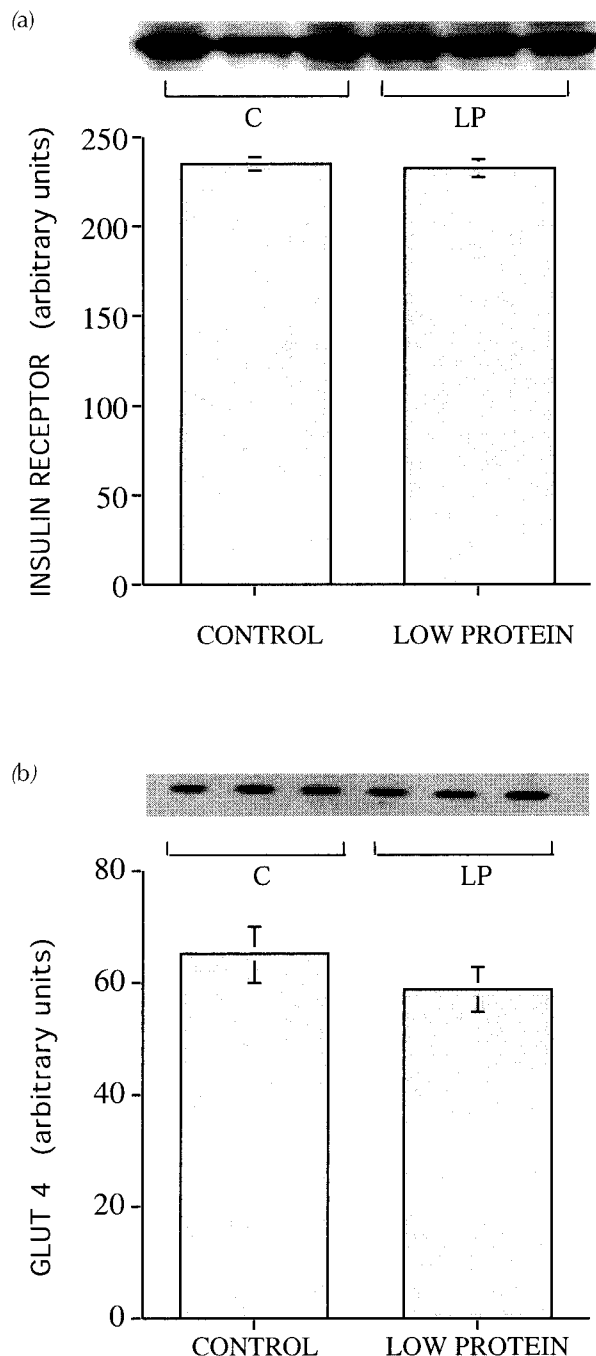 (a)
C LP
INSULIN RECEPTOR (arbitrary units)
250
200
150
100
50
0
CONTROL LOW PROTEIN
(b)
C LP
GLUT 4 (arbitrary units)
80
60
40
20
0
CONTROL LOW PROTEIN